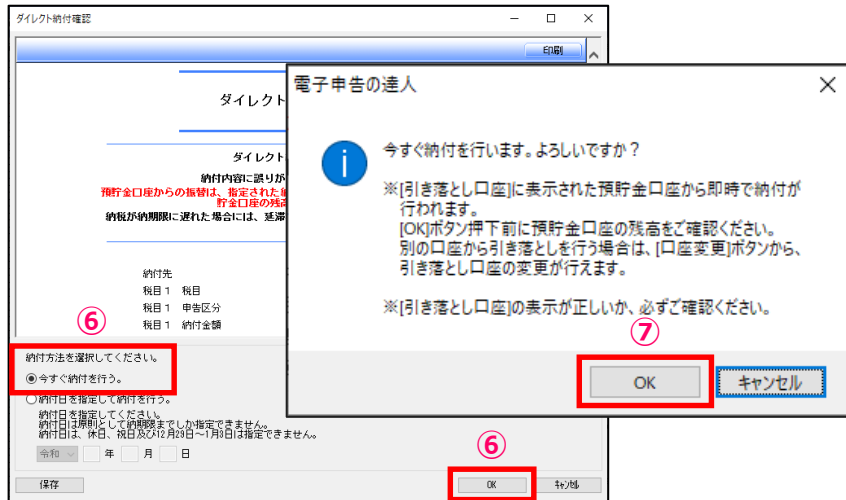 ダイレクト納付確認
印刷
ダイレクト
ダイレクト
納付内容に誤りが
預貯金口座からの振替は、指定された
貯金口座の残高
納税が納期限に遅れた場合には、延滞
納付先
税目1 税目
税目1 申告区分
税目1 納付金額
⑥
納付方法を選択してください。
今すぐ納付を行う。
納付日を指定して納付を行う。
納付日を指定してください。
納付日は原則として納期限までしか指定できません。
納付日は、休日、祝日及び12月29日～1月3日は指定できません。
令和 年 月 日
⑥
保存
OK
キャンセル
電子申告の達人
今すぐ納付を行います。よろしいですか？
※[引き落とし口座]に表示された預貯金口座から即時で納付が
行われます。
[OK]ボタン押下前に預貯金口座の残高をご確認ください。
別の口座から引き落としを行う場合は、[口座変更]ボタンから、
引き落とし口座の変更が行えます。
※[引き落とし口座]の表示が正しいか、必ずご確認ください。
⑦
OK
キャンセル